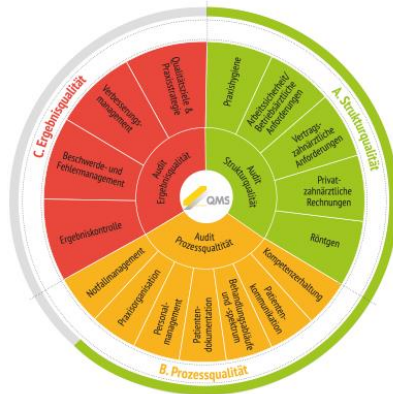 A. Strukturqualität
Praxishygiene
Arbeitssicherheit/
Betriebsärztliche
Anforderungen
Vertrags-
zahnärztliche
Anforderungen
Privat-
zahnärztliche
Rechnungen
Röntgen
Audit
Strukturqualität
B. Prozessqualität
Kompetenzerhaltung
Patienten-
kommunikation
Behandlungsabläufe
und -spektrum
Patienten-
dokumentation
Personal-
management
Praxisorganisation
Notfallmanagement
Audit
Prozessqualtität
C. Ergebnisqualität
Ergebniskontrolle
Beschwerde- und
Fehlermanagement
Verbesserungs-
management
Qualitätsziele &
Praxisstrategie
Audit
Ergebnisqualität
QMS